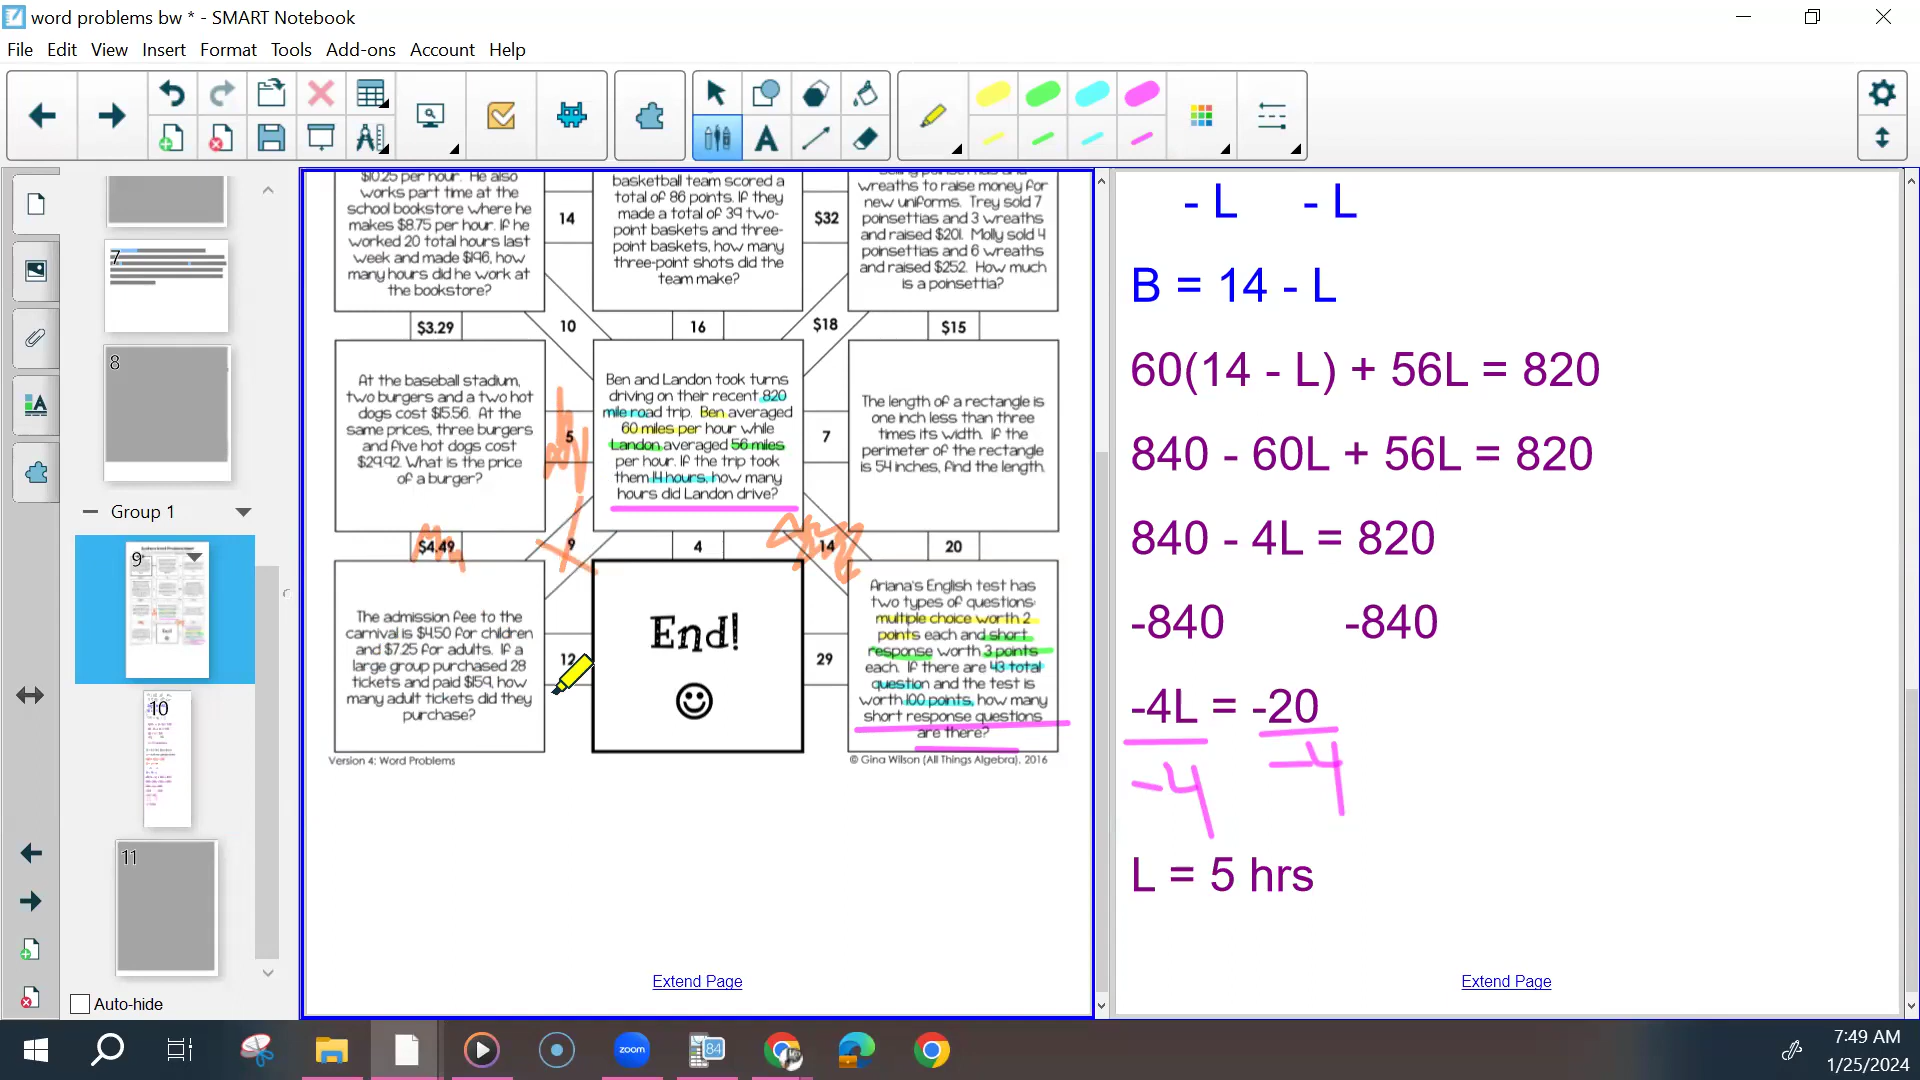 word problems bw * - SMART Notebook
File Edit View Insert Format Tools Add-ons Account Help
7
8
Group 1
9
10
11
Auto-hide
$10.25 per hour. He also
works part time at the
school bookstore where he
makes $8.75 per hour. If he
worked 20 total hours last
week and made $196, how
many hours did he work at
the bookstore?
14
basketball team scored a
total of 86 points. If they
made a total of 39 two-
point baskets and three-
point baskets, how many
three-point shots did the
team make?
$32
wreaths to raise money for
new uniforms. Trey sold 7
poinsettias and 3 wreaths
and raised $201. Molly sold 4
poinsettias and 6 wreaths
and raised $252. How much
is a poinsettia?
$3.29
10
16
$18
$15
At the baseball stadium,
two burgers and a two hot
dogs cost $15.56. At the
same prices, three burgers
and five hot dogs cost
$29.92. What is the price
of a burger?
5
Ben and Landon took turns
driving on their recent 820
mile road trip. Ben averaged
60 miles per hour while
Landon averaged 56 miles
per hour. If the trip took
them 14 hours, how many
hours did Landon drive?
7
The length of a rectangle is
one inch less than three
times its width. If the
perimeter of the rectangle
is 54 inches, find the length.
$4.49
9
4
14
20
The admission fee to the
carnival is $4.50 for children
and $7.25 for adults. If a
large group purchased 28
tickets and paid $159, how
many adult tickets did they
purchase?
12
End!
29
Ariana's English test has
two types of questions:
multiple choice worth 2
points each and short
response worth 3 points
each. If there are 43 total
question and the test is
worth 100 points, how many
short response questions
are there?
Version 4: Word Problems
© Gina Wilson (All Things Algebra), 2016
Extend Page
- L - L
B = 14 - L
60(14 - L) + 56L = 820
840 - 60L + 56L = 820
840 - 4L = 820
-840 -840
-4L = -20
-4 -4
L = 5 hrs
Extend Page
zoom
84
7:49 AM
1/25/2024